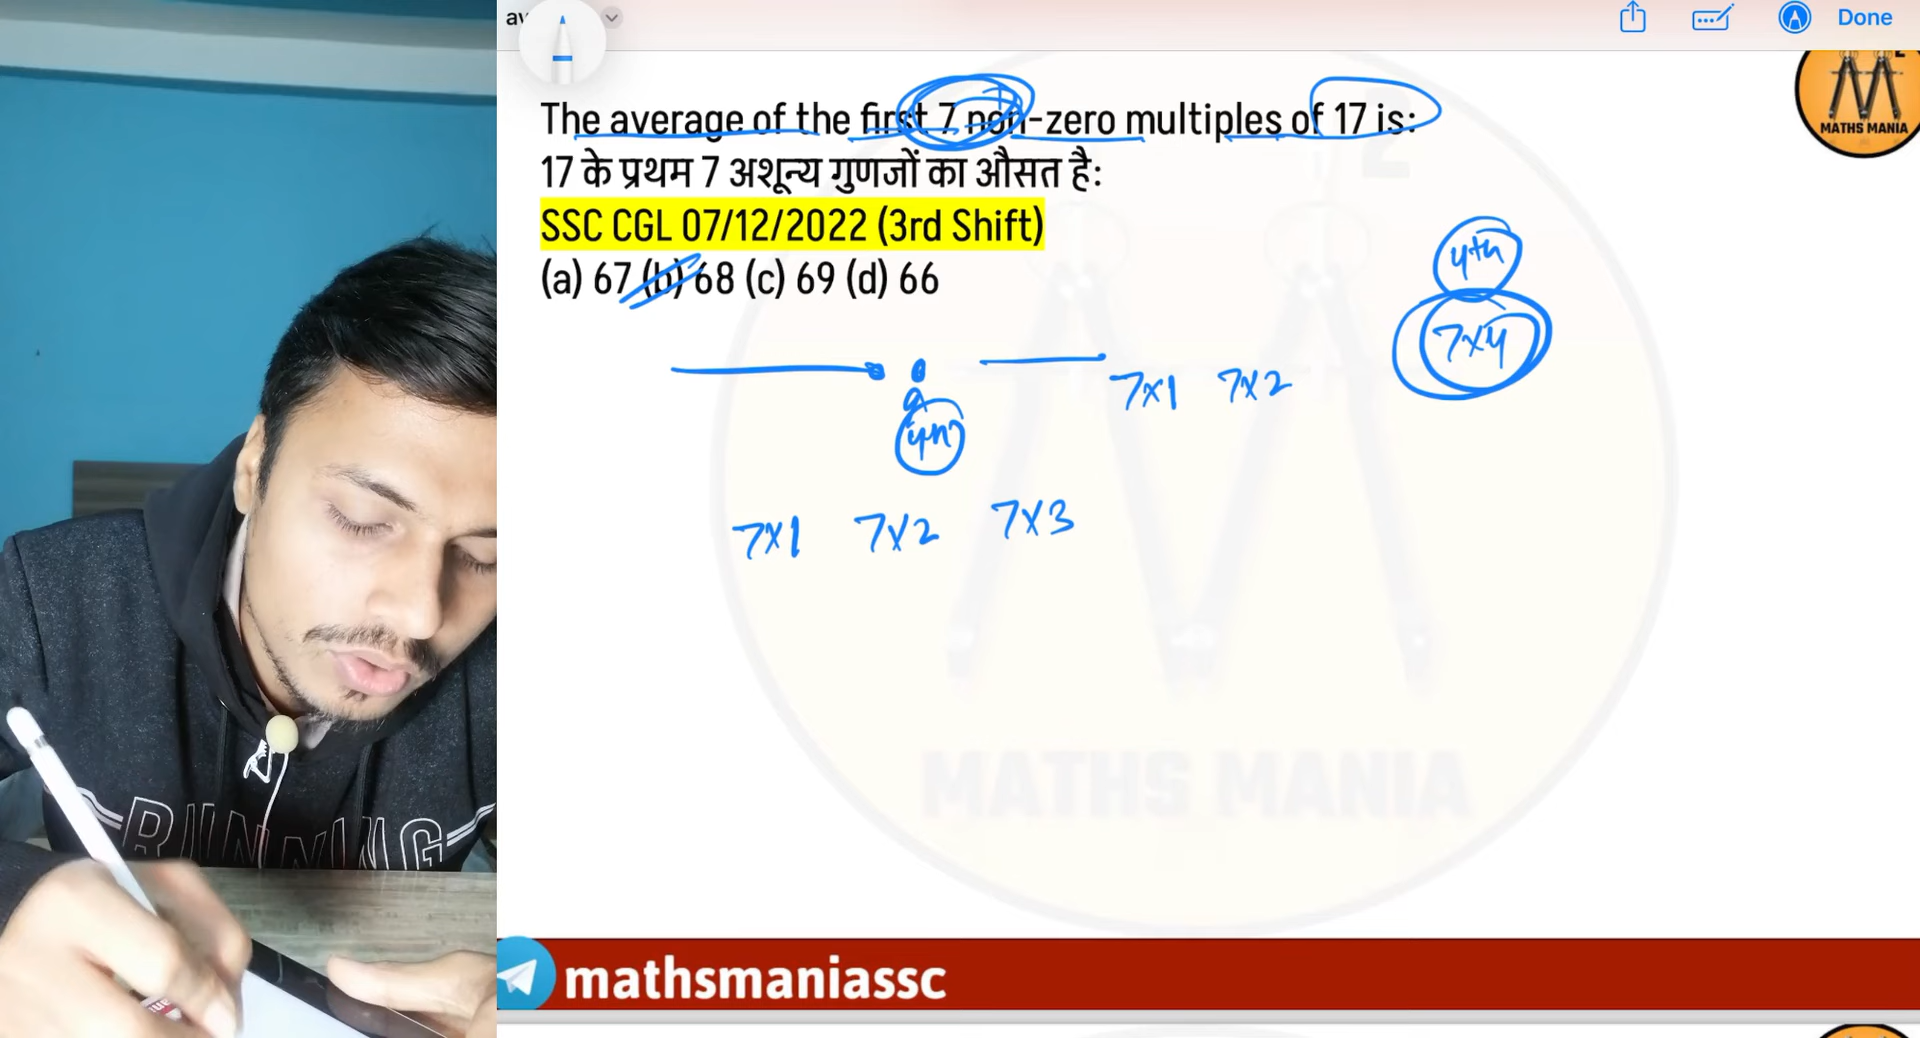 av
Done
The average of the first 7 non-zero multiples of 17 is:
17 के प्रथम 7 अशून्य गुणजों का औसत है:
SSC CGL 07/12/2022 (3rd Shift)
(a) 67 (b) 68 (c) 69 (d) 66
4th
7x4
7x1 7x2
4th
7x1 7x2 7x3
MATHS MANIA
MATHS MANIA
RUNNING
mathsmaniassc